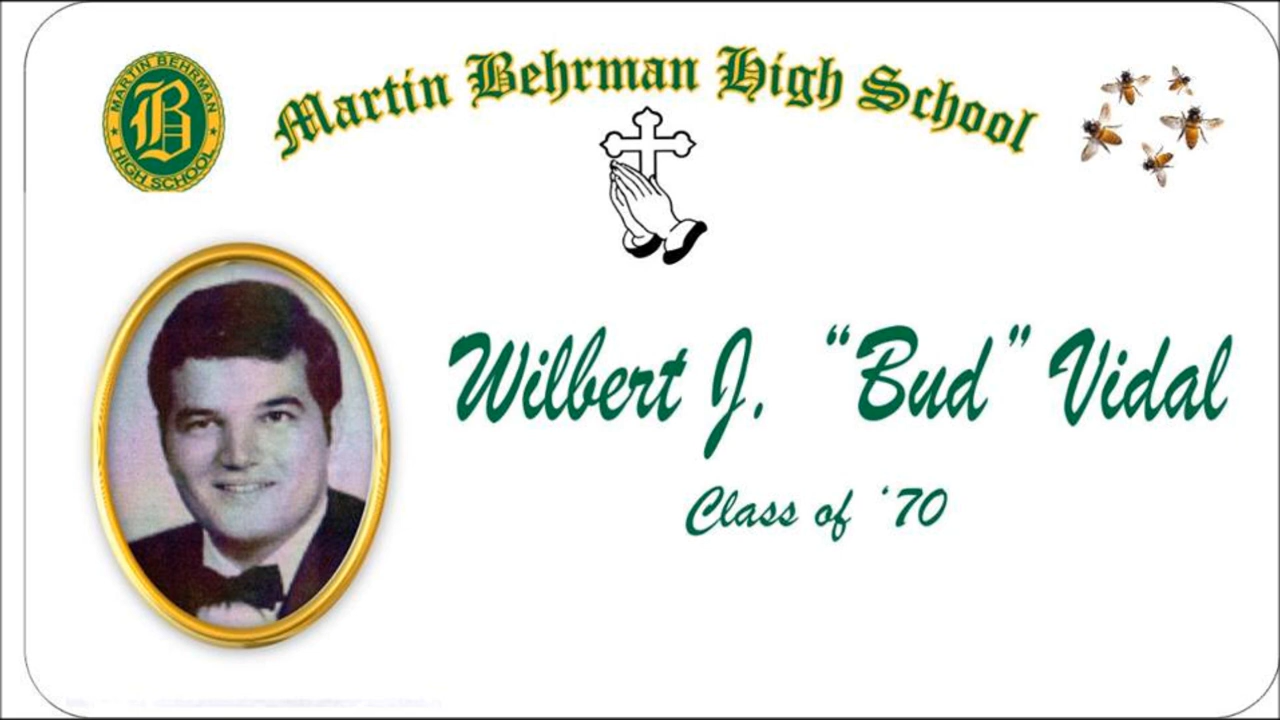 MARTIN BEHRMAN
B
HIGH SCHOOL
Martin Behrman High School
Wilbert J. “Bud” Vidal
Class of ‘70